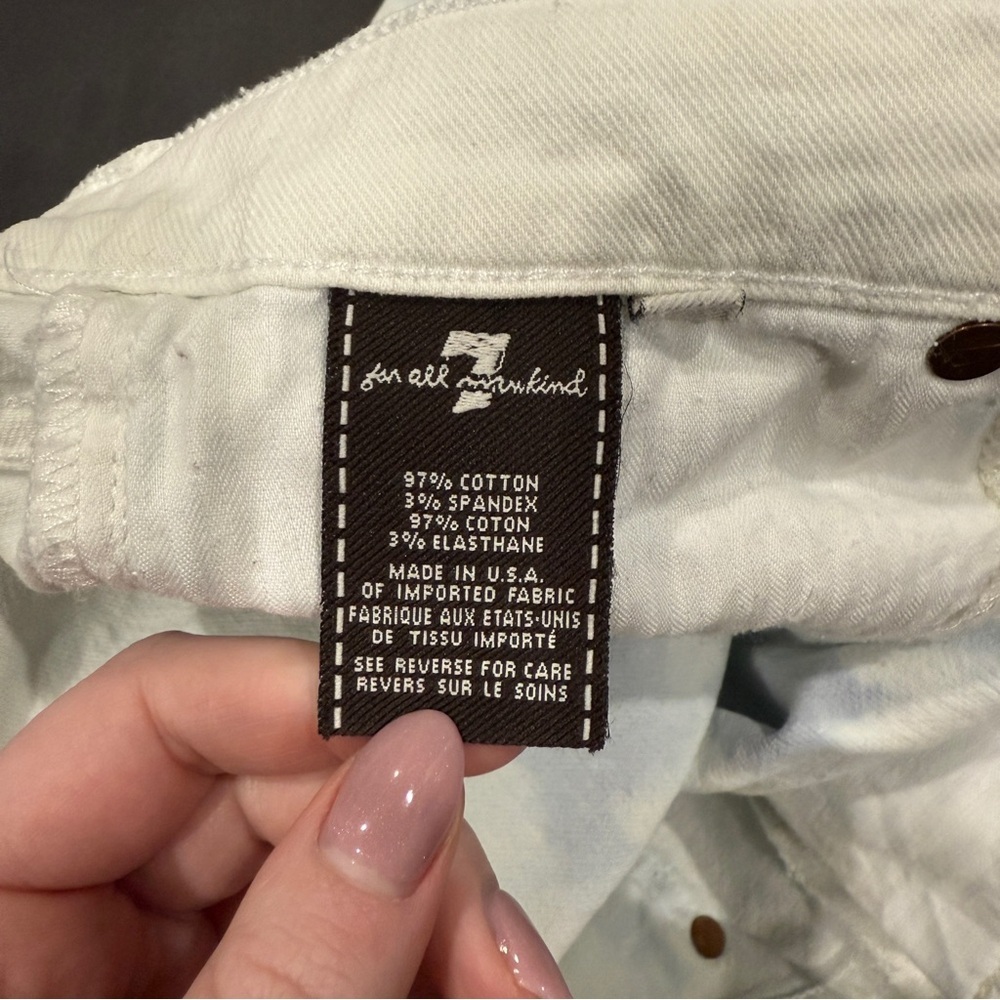 7
for all mankind
97% COTTON
3% SPANDEX
97% COTON
3% ELASTHANE
MADE IN U.S.A.
OF IMPORTED FABRIC
FABRIQUE AUX ETATS-UNIS
DE TISSU IMPORTÉ
SEE REVERSE FOR CARE
REVERS SUR LE SOINS